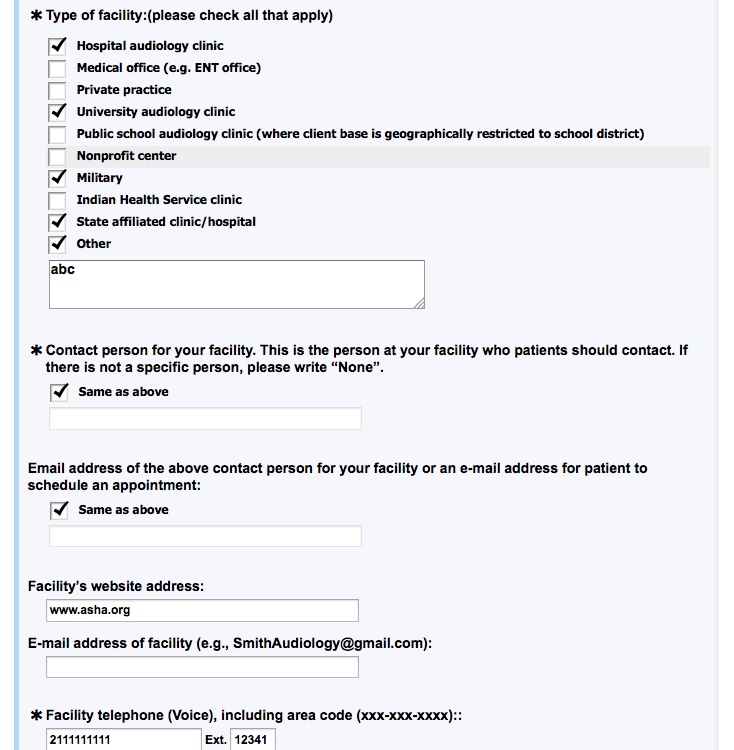 ✱ Type of facility:(please check all that apply)
Hospital audiology clinic
Medical office (e.g. ENT office)
Private practice
University audiology clinic
Public school audiology clinic (where client base is geographically restricted to school district)
Nonprofit center
Military
Indian Health Service clinic
State affiliated clinic/hospital
Other
abc
✱ Contact person for your facility. This is the person at your facility who patients should contact. If
there is not a specific person, please write “None”.
Same as above
Email address of the above contact person for your facility or an e-mail address for patient to
schedule an appointment:
Same as above
Facility’s website address:
www.asha.org
E-mail address of facility (e.g., SmithAudiology@gmail.com):
✱ Facility telephone (Voice), including area code (xxx-xxx-xxxx)::
2111111111 Ext. 12341